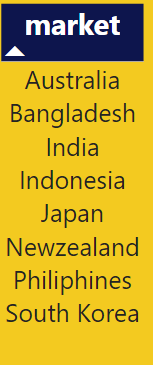 market
Australia
Bangladesh
India
Indonesia
Japan
Newzealand
Philiphines
South Korea